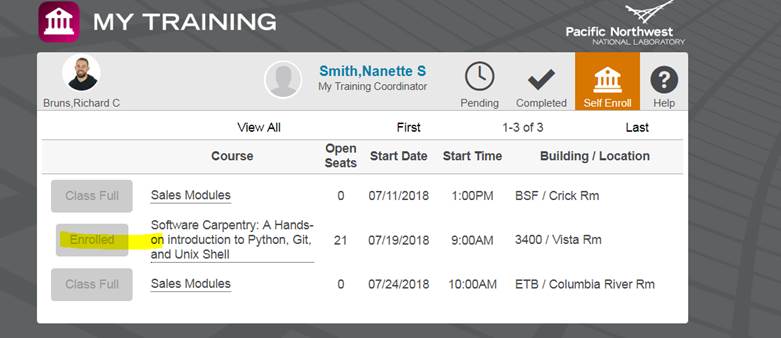 MY TRAINING
Pacific Northwest
NATIONAL LABORATORY
Bruns,Richard C
Smith,Nanette S
My Training Coordinator
Pending
Completed
Self Enroll
? Help
View All First 1-3 of 3 Last
Course Open Seats Start Date Start Time Building / Location
Class Full Sales Modules 0 07/11/2018 1:00PM BSF / Crick Rm
Software Carpentry: A Hands-
Enrolled on introduction to Python, Git, 21 07/19/2018 9:00AM 3400 / Vista Rm
and Unix Shell
Class Full Sales Modules 0 07/24/2018 10:00AM ETB / Columbia River Rm